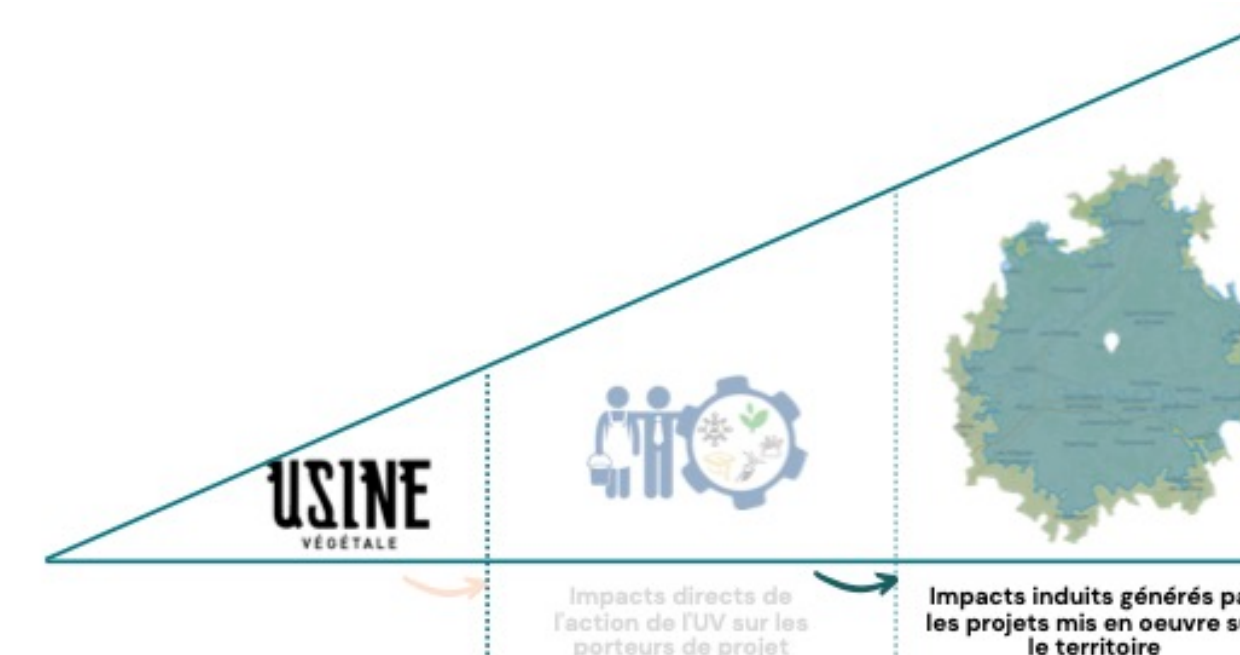 USINE
VÉGÉTALE
Impacts directs de
l'action de l'UV sur les
porteurs de projet
Impacts induits générés pa
les projets mis en oeuvre su
le territoire